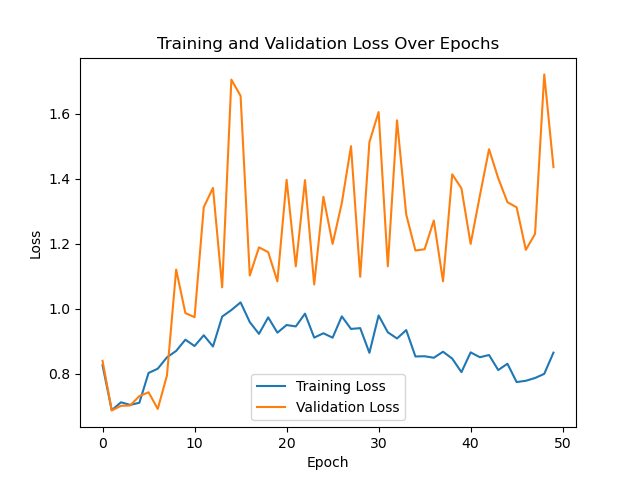 Training and Validation Loss Over Epochs
1.6
1.4
1.2
1.0
0.8
Loss
Training Loss
Validation Loss
0 10 20 30 40 50
Epoch